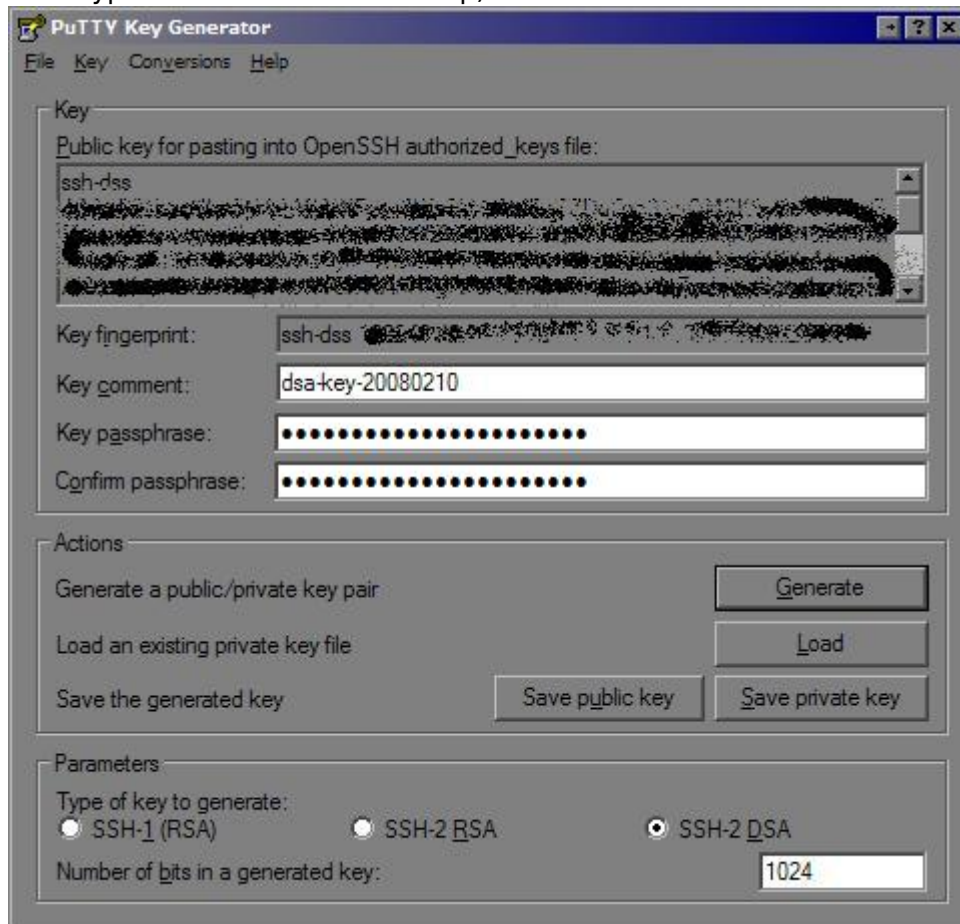 PuTTY Key Generator
File Key Conversions Help
Key
Public key for pasting into OpenSSH authorized_keys file:
ssh-dss
Key fingerprint: ssh-dss
Key comment: dsa-key-20080210
Key passphrase: ••••••••••••••••••••••
Confirm passphrase: ••••••••••••••••••••••
Actions
Generate a public/private key pair Generate
Load an existing private key file Load
Save the generated key Save public key Save private key
Parameters
Type of key to generate:
SSH-1 (RSA) SSH-2 RSA SSH-2 DSA
Number of bits in a generated key: 1024